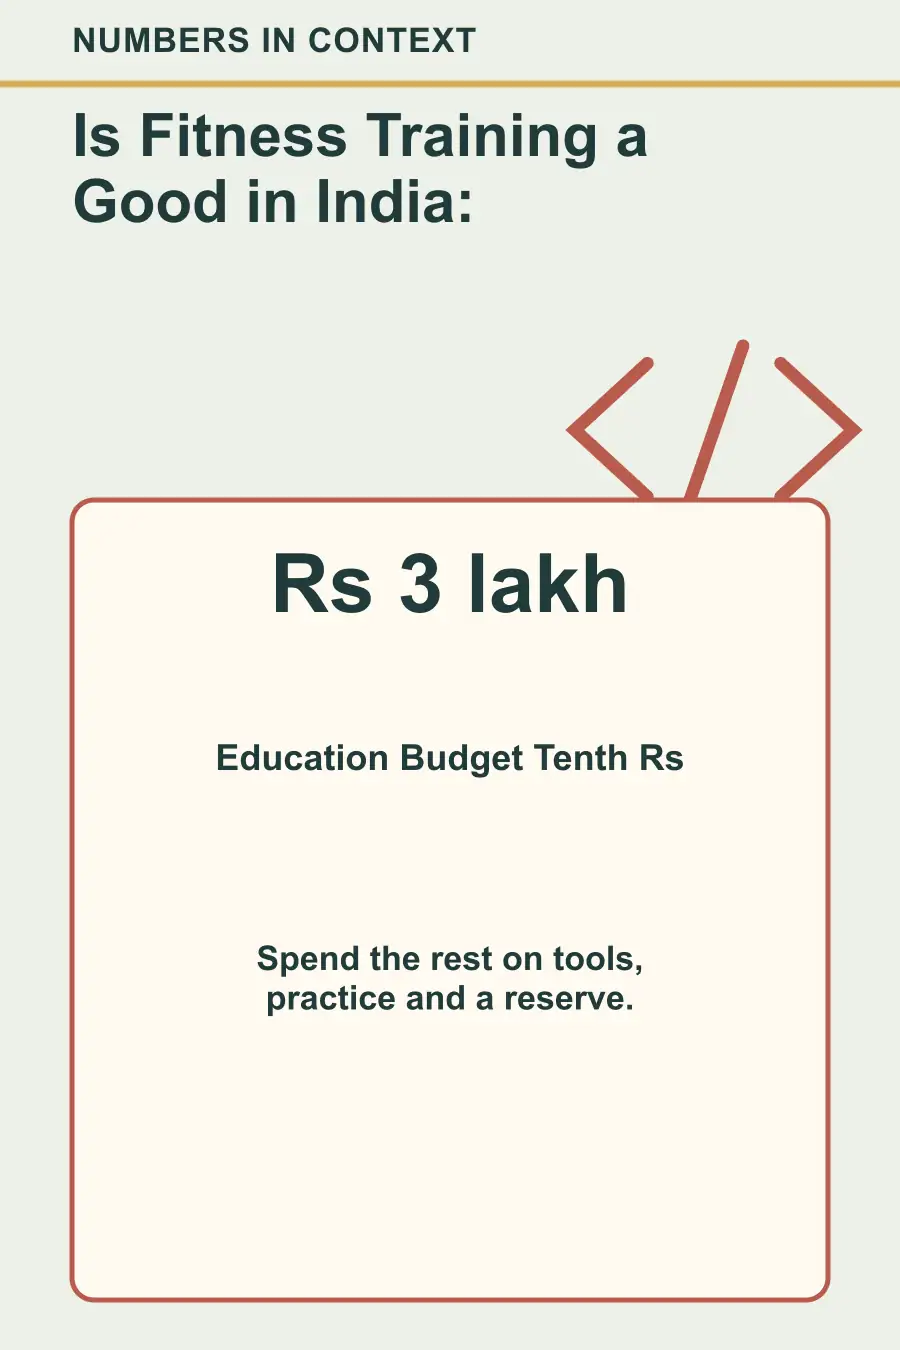 NUMBERS IN CONTEXT
Is Fitness Training a
Good in India:
Rs 3 lakh
Education Budget Tenth Rs
Spend the rest on tools,
practice and a reserve.